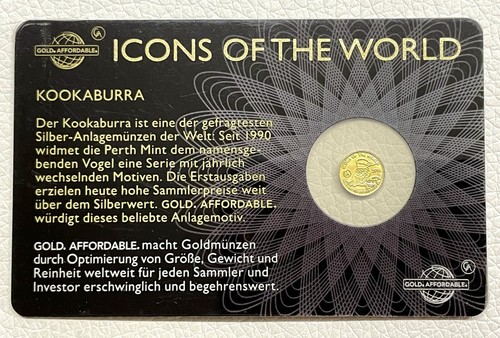 GOLD. AFFORDABLE.
GA
ICONS OF THE WORLD
KOOKABURRA
Der Kookaburra ist eine der gefragtesten
Silber-Anlagemünzen der Welt. Seit 1990
widmet die Perth Mint dem namensge-
benden Vogel eine Serie mit jährlich
wechselnden Motiven. Die Erstausgaben
erzielen heute hohe Sammlerpreise weit
über dem Silberwert. GOLD. AFFORDABLE.
würdigt dieses beliebte Anlagemotiv.
GOLD. AFFORDABLE. macht Goldmünzen
durch Optimierung von Größe, Gewicht und
Reinheit weltweit für jeden Sammler und
Investor erschwinglich und begehrenswert.
GOLD. AFFORDABLE.
GA